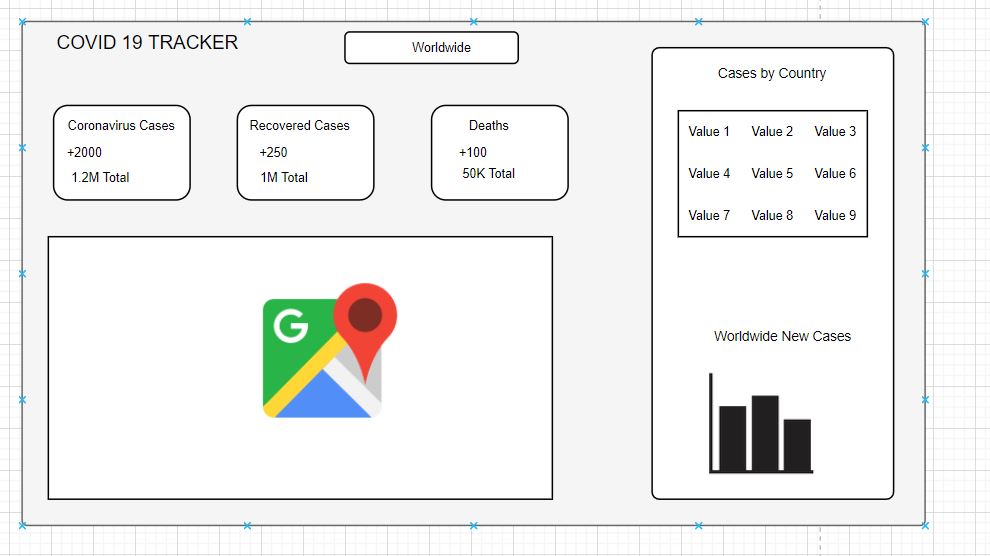 COVID 19 TRACKER
Worldwide
Coronavirus Cases
+2000
1.2M Total
Recovered Cases
+250
1M Total
Deaths
+100
50K Total
G
Cases by Country
Value 1 Value 2 Value 3
Value 4 Value 5 Value 6
Value 7 Value 8 Value 9
Worldwide New Cases